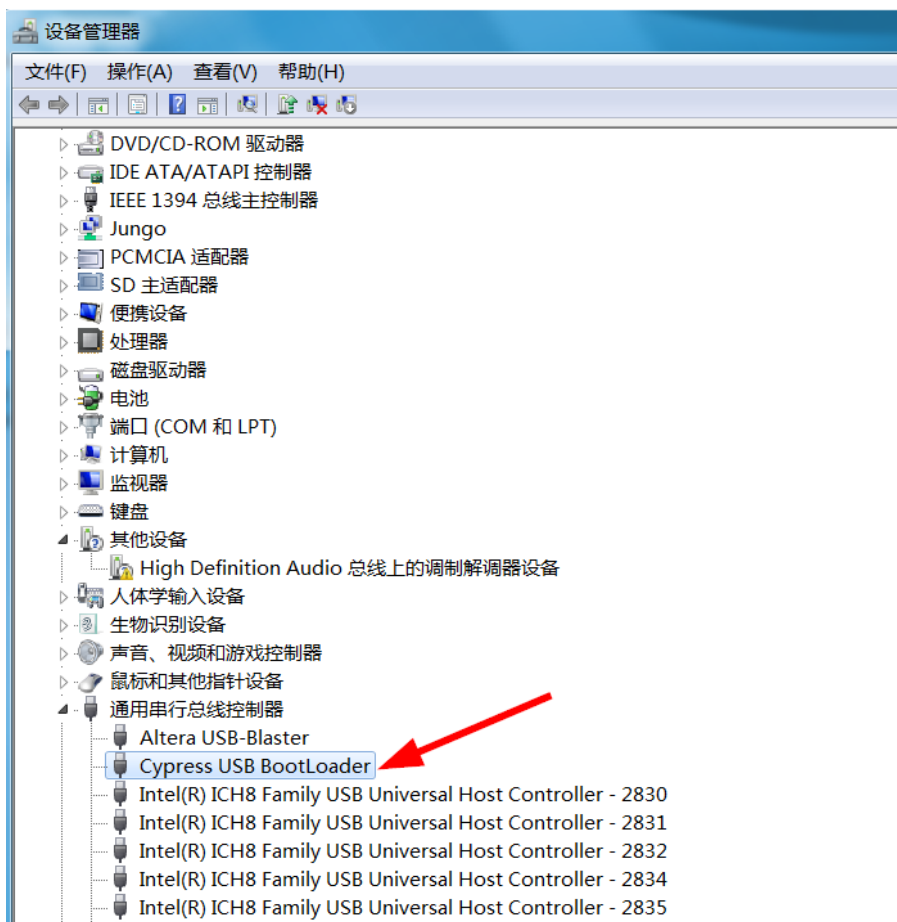 设备管理器
文件(F) 操作(A) 查看(V) 帮助(H)
DVD/CD-ROM 驱动器
IDE ATA/ATAPI 控制器
IEEE 1394 总线主控制器
Jungo
PCMCIA 适配器
SD 主适配器
便携设备
处理器
磁盘驱动器
电池
端口 (COM 和 LPT)
计算机
监视器
键盘
其他设备
High Definition Audio 总线上的调制解调器设备
人体学输入设备
生物识别设备
声音、视频和游戏控制器
鼠标和其他指针设备
通用串行总线控制器
Altera USB-Blaster
Cypress USB BootLoader
Intel(R) ICH8 Family USB Universal Host Controller - 2830
Intel(R) ICH8 Family USB Universal Host Controller - 2831
Intel(R) ICH8 Family USB Universal Host Controller - 2832
Intel(R) ICH8 Family USB Universal Host Controller - 2834
Intel(R) ICH8 Family USB Universal Host Controller - 2835